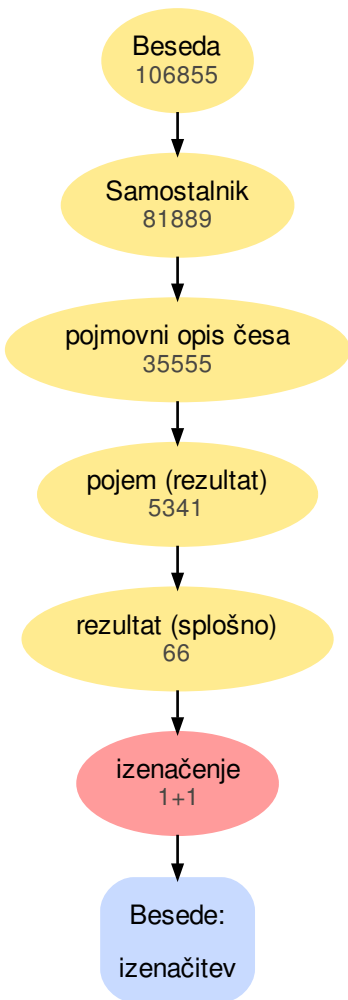 Beseda
106855
Samostalnik
81889
pojmovni opis česa
35555
pojem (rezultat)
5341
rezultat (splošno)
66
izenačenje
1+1
Besede:
izenačitev